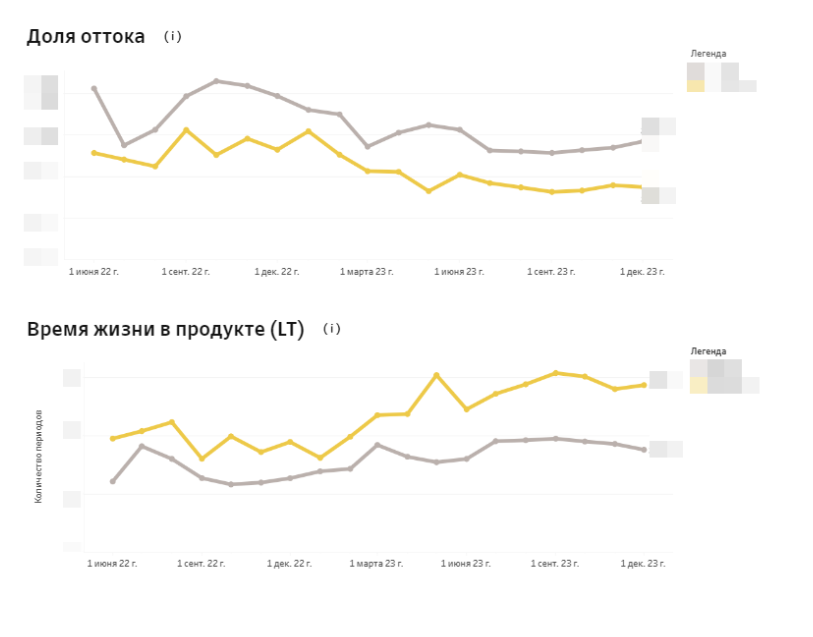 Доля оттока (i)
Легенда
1 июня 22 г. 1 сент. 22 г. 1 дек. 22 г. 1 марта 23 г. 1 июня 23 г. 1 сент. 23 г. 1 дек. 23 г.
Время жизни в продукте (LT) (i)
Легенда
Количество периодов
1 июня 22 г. 1 сент. 22 г. 1 дек. 22 г. 1 марта 23 г. 1 июня 23 г. 1 сент. 23 г. 1 дек. 23 г.